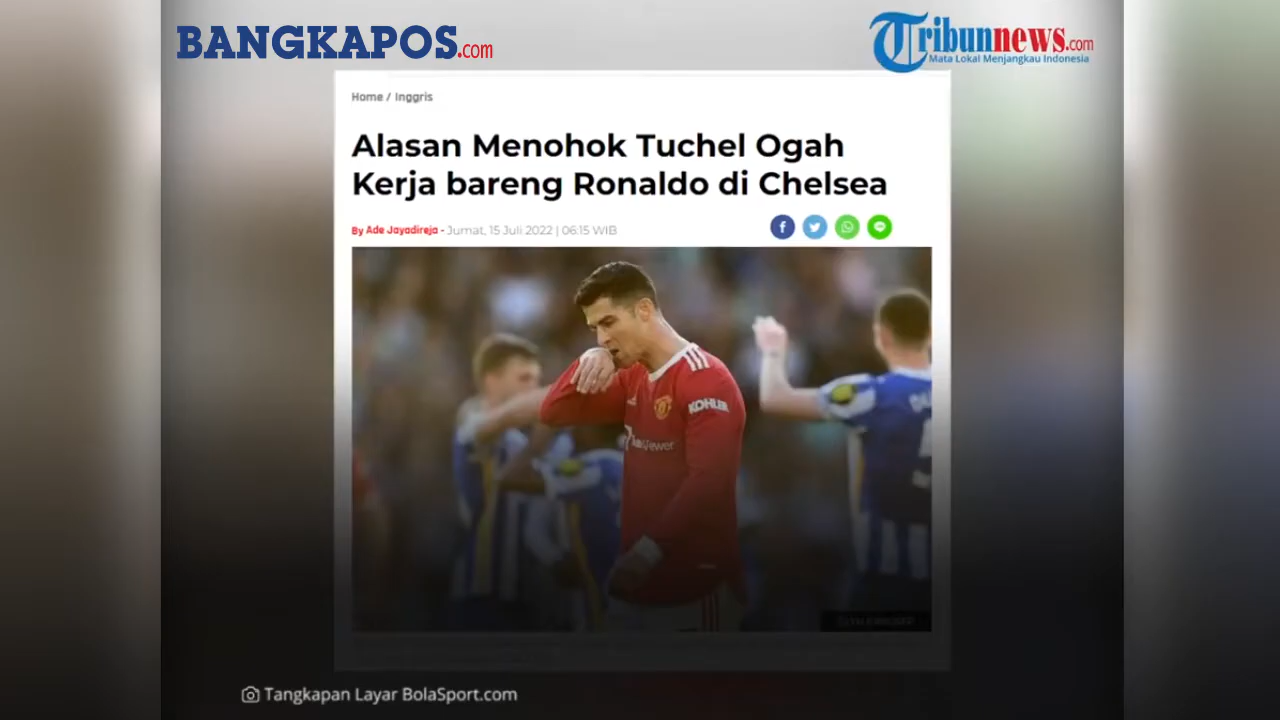 BANGKAPOS.com
Tribunnews.com
Mata Lokal Menjangkau Indonesia
Home / Inggris
Alasan Menohok Tuchel Ogah
Kerja bareng Ronaldo di Chelsea
By Ade Jayadireja - Jumat, 15 Juli 2022 | 06:15 WIB
KOHLER
TeamViewer
Tangkapan Layar BolaSport.com